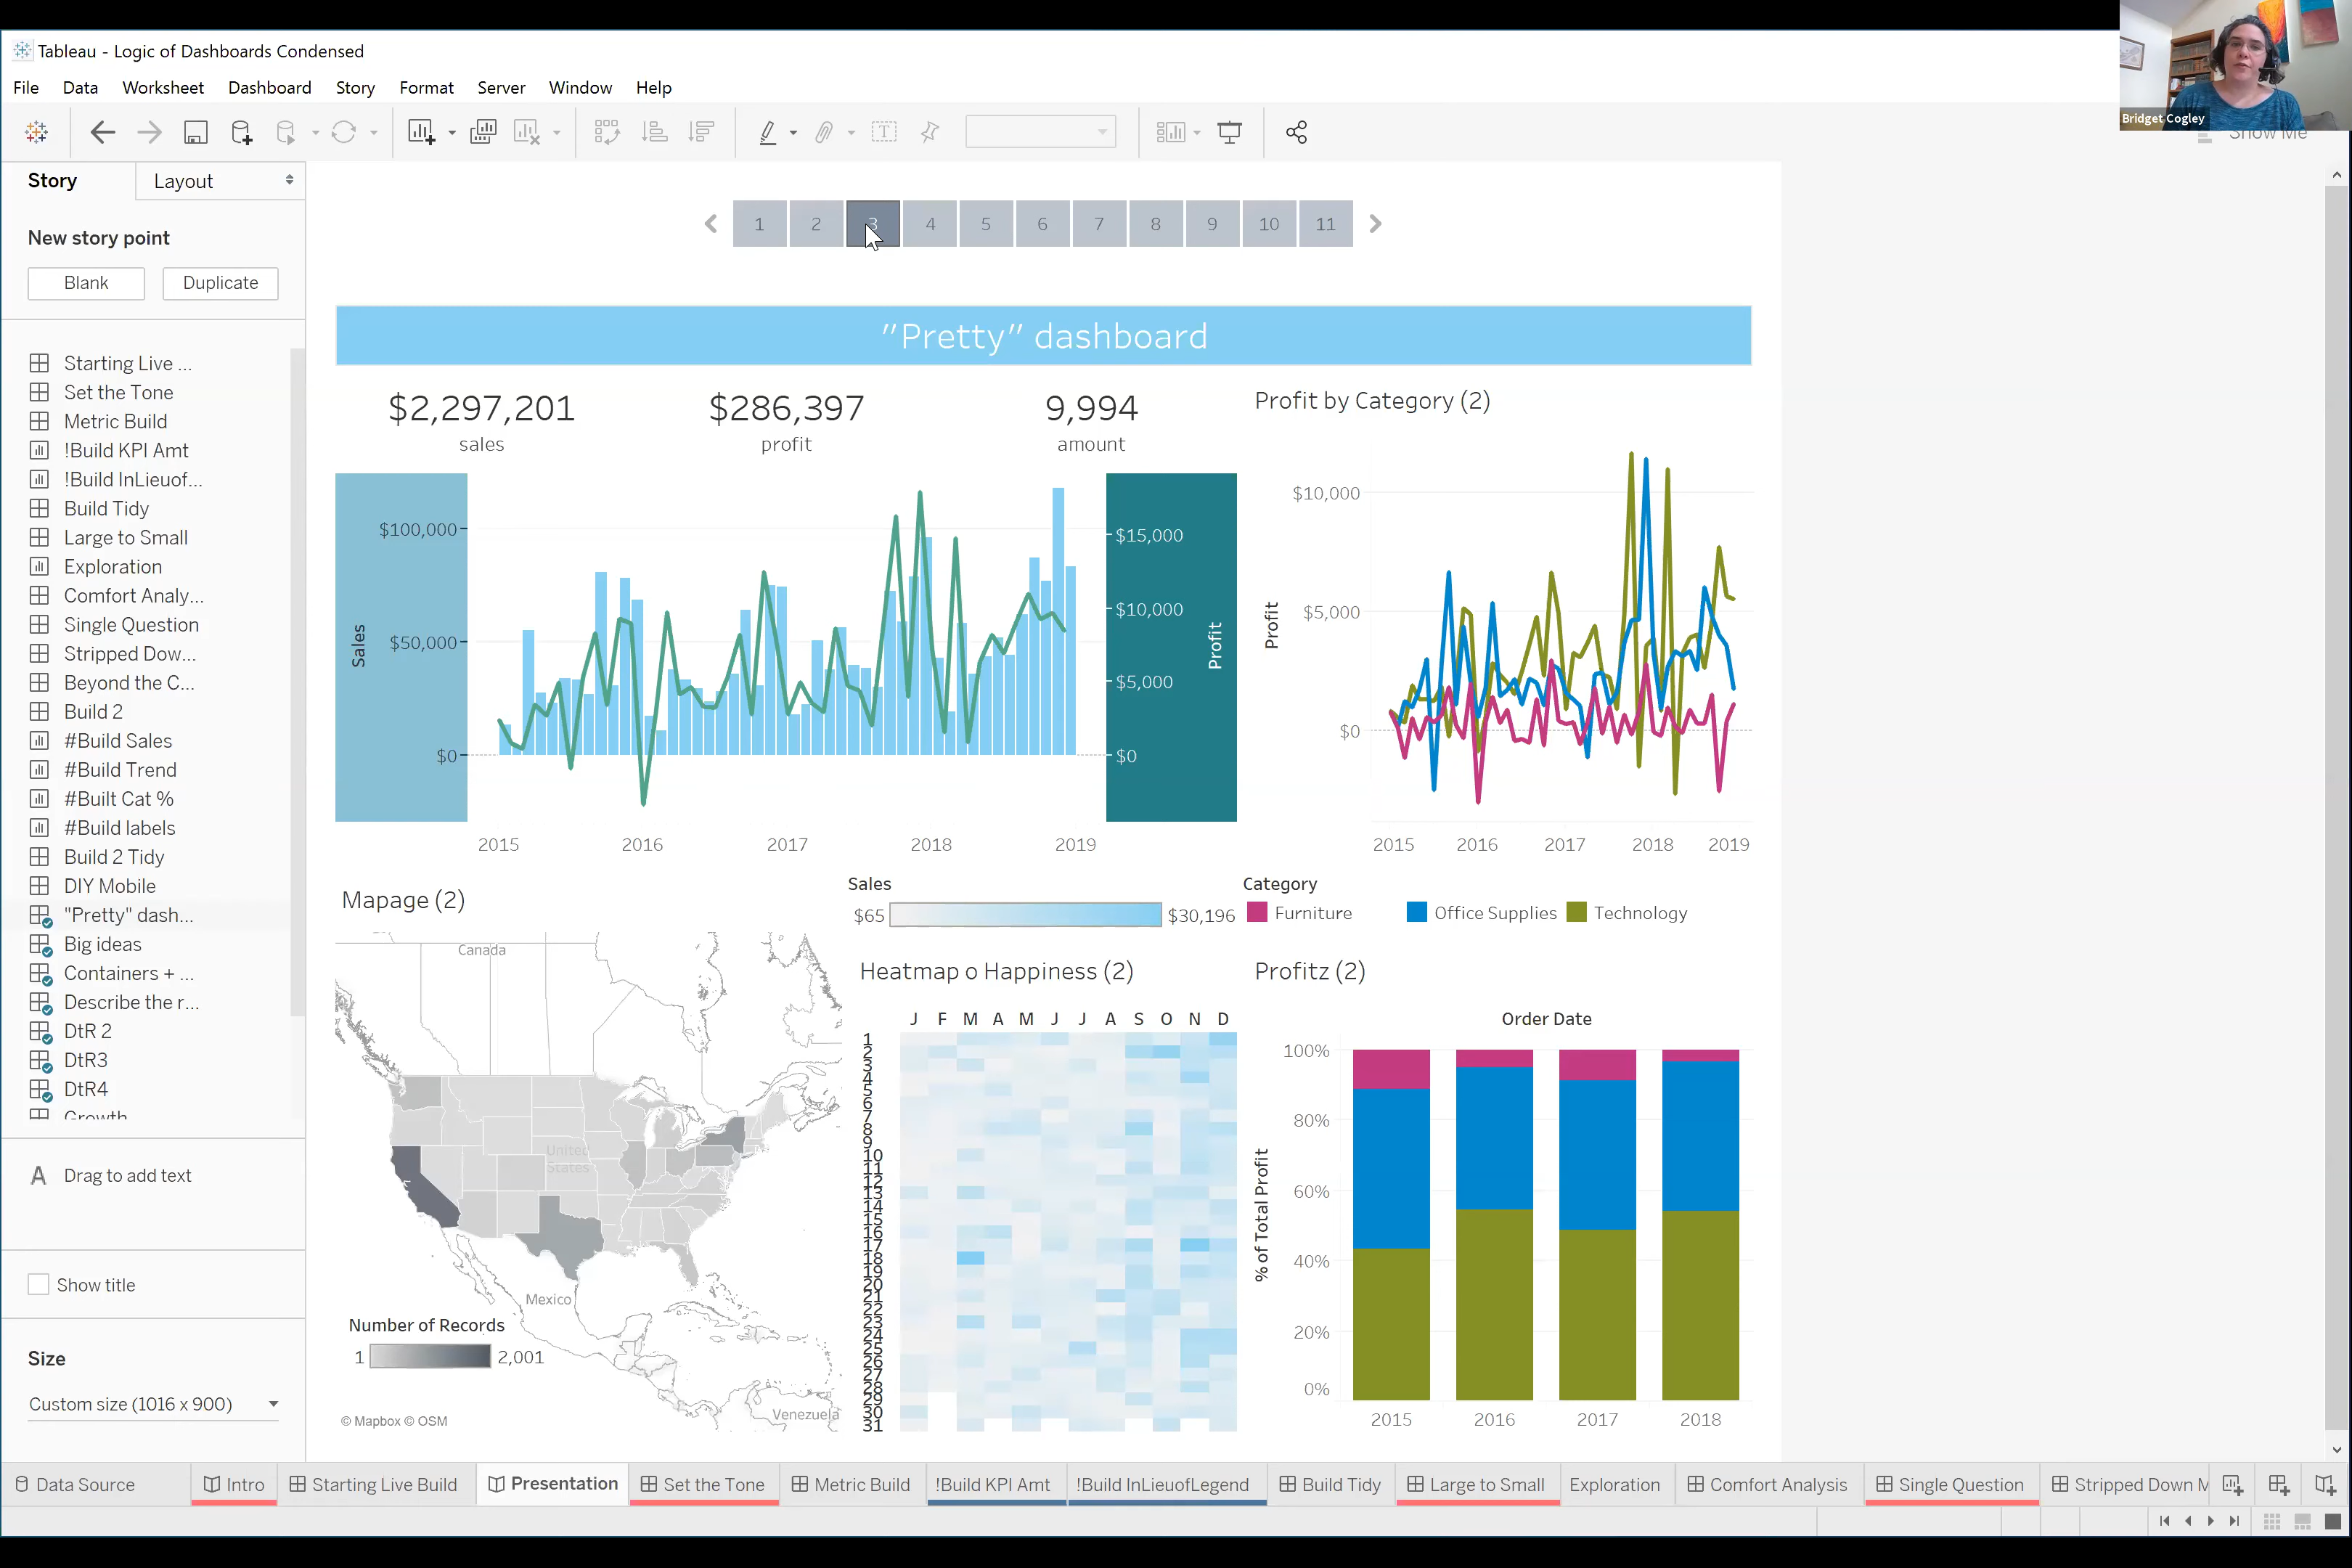 Tableau - Logic of Dashboards Condensed
Bridget Cogley
File Data Worksheet Dashboard Story Format Server Window Help
Show Me
Story Layout
New story point
Blank Duplicate
Starting Live ...
Set the Tone
Metric Build
!Build KPI Amt
!Build InLieuof...
Build Tidy
Large to Small
Exploration
Comfort Analy...
Single Question
Stripped Dow...
Beyond the C...
Build 2
#Build Sales
#Build Trend
#Built Cat %
#Build labels
Build 2 Tidy
DIY Mobile
"Pretty" dash...
Big ideas
Containers + ...
Describe the r...
DtR 2
DtR3
DtR4
Growth
A Drag to add text
Show title
Size
Custom size (1016 x 900)
1 2 3 4 5 6 7 8 9 10 11
"Pretty" dashboard
$2,297,201 $286,397 9,994
sales profit amount
Sales
$100,000
$50,000
$0
Profit
$15,000
$10,000
$5,000
$0
2015 2016 2017 2018 2019
Profit by Category (2)
Profit
$10,000
$5,000
$0
2015 2016 2017 2018 2019
Mapage (2)
Canada
United
States
Mexico
Venezuela
Number of Records
1 2,001
© Mapbox © OSM
Sales
$65 $30,196
Category
Furniture Office Supplies Technology
Heatmap o Happiness (2)
J F M A M J J A S O N D
1
2
3
4
5
6
7
8
9
10
11
12
13
14
15
16
17
18
19
20
21
22
23
24
25
26
27
28
29
30
31
Profitz (2)
Order Date
% of Total Profit
100%
80%
60%
40%
20%
0%
2015 2016 2017 2018
Data Source Intro Starting Live Build Presentation Set the Tone Metric Build !Build KPI Amt !Build InLieuofLegend Build Tidy Large to Small Exploration Comfort Analysis Single Question Stripped Down M